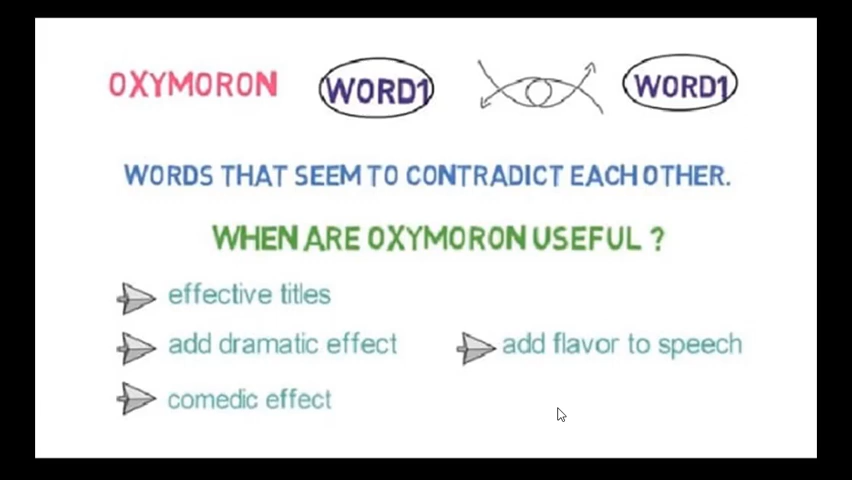 OXYMORON WORD1 WORD1
WORDS THAT SEEM TO CONTRADICT EACH OTHER.
WHEN ARE OXYMORON USEFUL ?
effective titles
add dramatic effect add flavor to speech
comedic effect